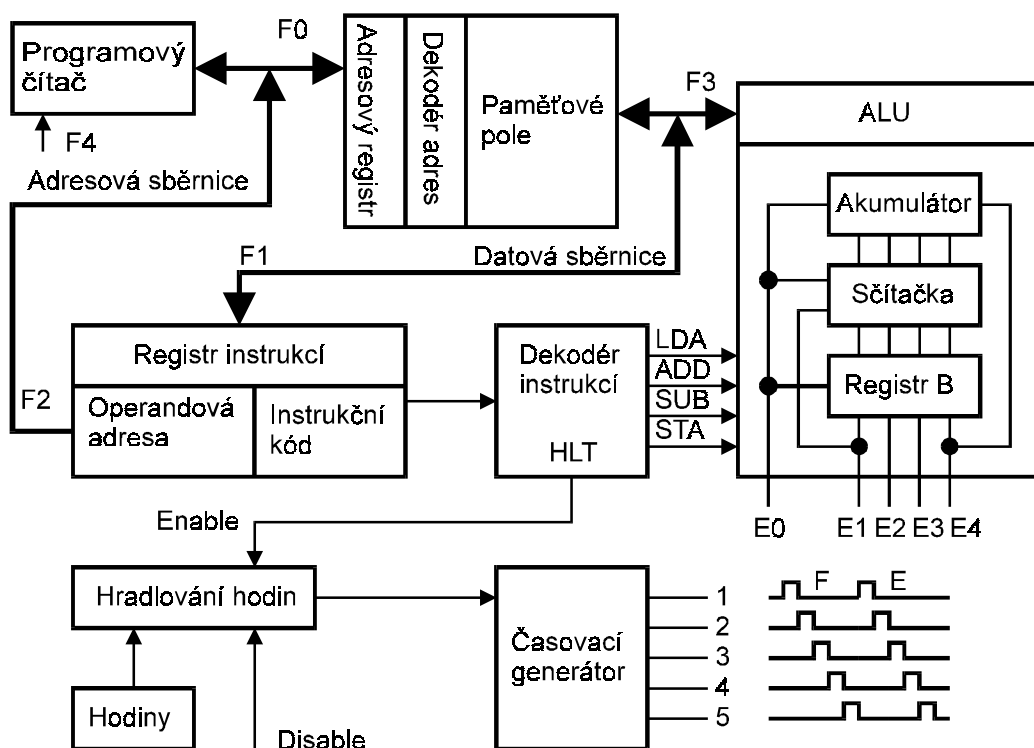 Programový
čítač
F4
F0
Adresový registr
Dekodér adres
Paměťové
pole
F3
ALU
Akumulátor
Sčítačka
Registr B
E0
E1
E2
E3
E4
Adresová sběrnice
F1
Datová sběrnice
F2
Registr instrukcí
Operandová
adresa
Instrukční
kód
Dekodér
instrukcí
HLT
LDA
ADD
SUB
STA
Enable
Hradlování hodin
Hodiny
Disable
Časovací
generátor
1
2
3
4
5
F
E